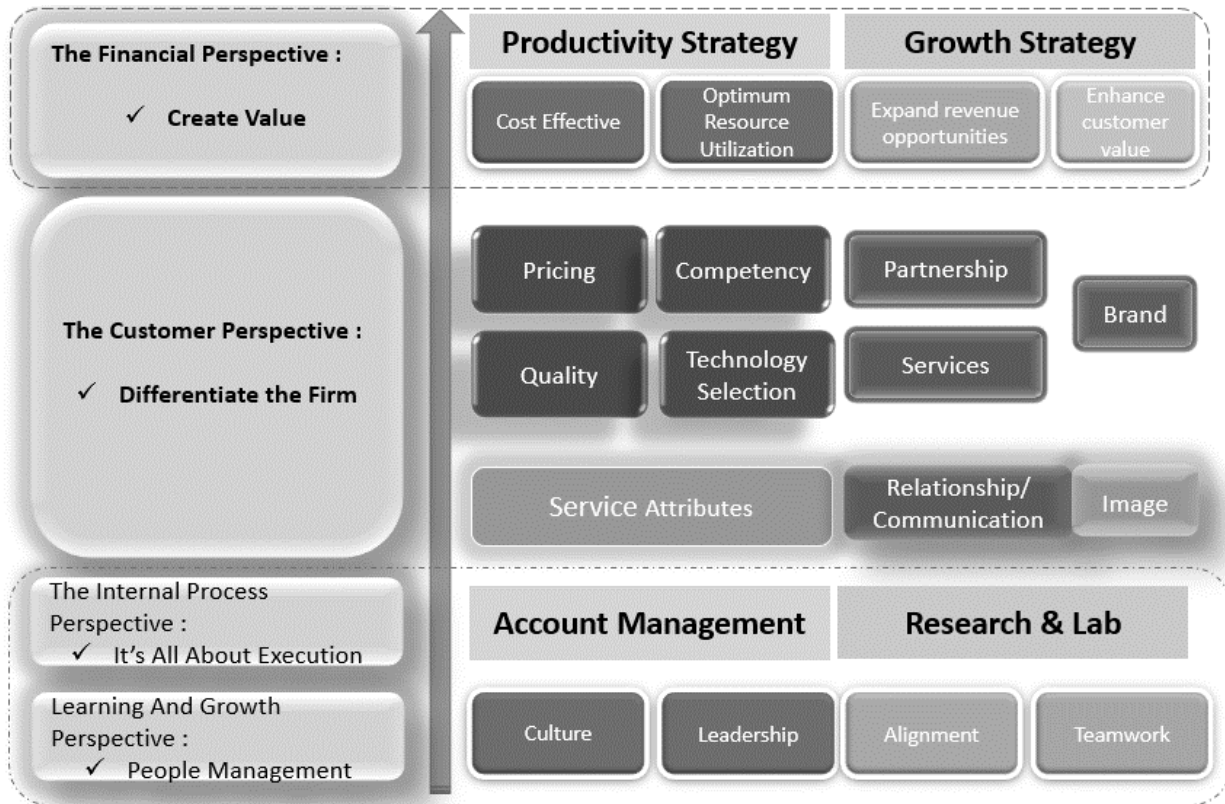 The Financial Perspective :
✓ Create Value
Productivity Strategy
Growth Strategy
Cost Effective
Optimum
Resource
Utilization
Expand revenue
opportunities
Enhance
customer
value
The Customer Perspective :
✓ Differentiate the Firm
Pricing
Competency
Partnership
Brand
Quality
Technology
Selection
Services
Service Attributes
Relationship/
Communication
Image
The Internal Process
Perspective :
✓ It's All About Execution
Account Management
Research & Lab
Learning And Growth
Perspective :
✓ People Management
Culture
Leadership
Alignment
Teamwork